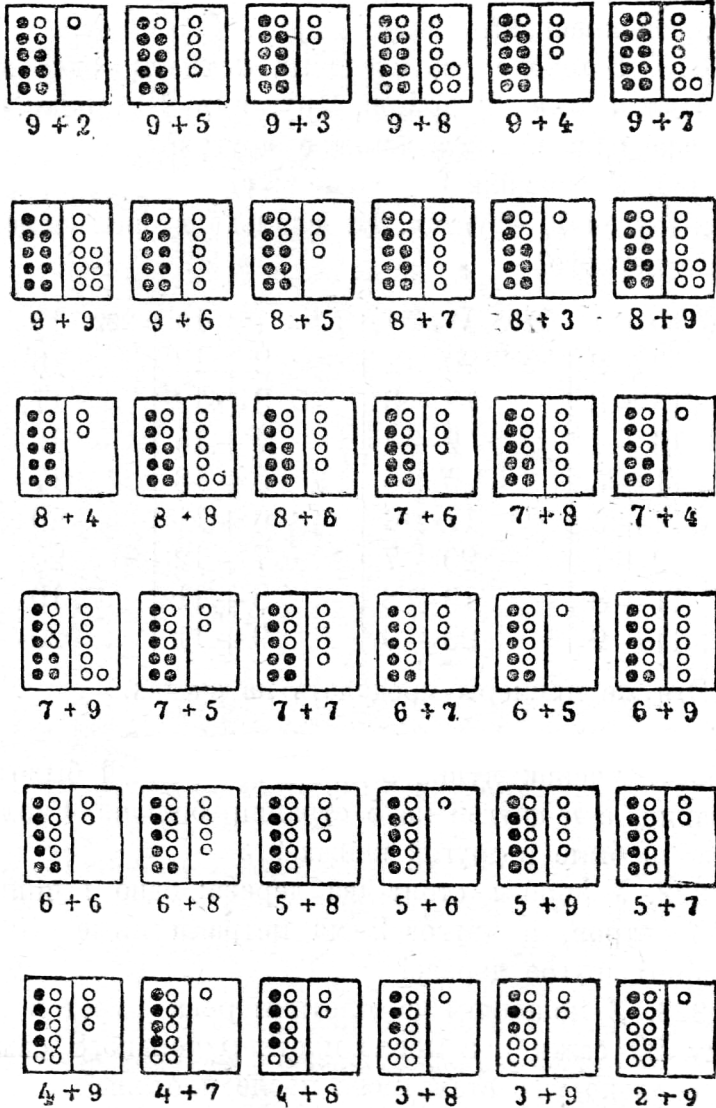 9 + 2 9 + 5 9 + 3 9 + 8 9 + 4 9 + 7
9 + 9 9 + 6 8 + 5 8 + 7 8 + 3 8 + 9
8 + 4 8 + 8 8 + 6 7 + 6 7 + 8 7 + 4
7 + 9 7 + 5 7 + 7 6 + 7 6 + 5 6 + 9
6 + 6 6 + 8 5 + 8 5 + 6 5 + 9 5 + 7
4 + 9 4 + 7 4 + 8 3 + 8 3 + 9 2 + 9